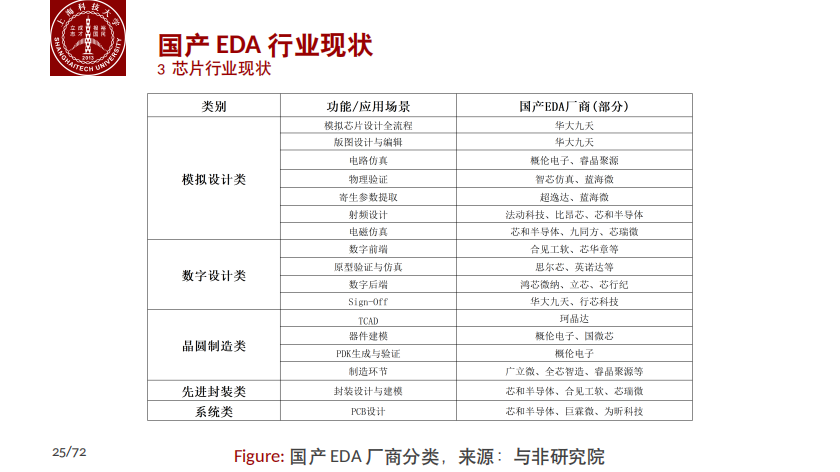 上海科技大学
立志 成才 报国 裕民
2013
SHANGHAITECH UNIVERSITY
国产 EDA 行业现状
3 芯片行业现状
类别 功能/应用场景 国产EDA厂商(部分)
模拟设计类 模拟芯片设计全流程 华大九天
版图设计与编辑 华大九天
电路仿真 概伦电子、睿晶聚源
物理验证 智芯仿真、蓝海微
寄生参数提取 超逸达、蓝海微
射频设计 法动科技、比昂芯、芯和半导体
电磁仿真 芯和半导体、九同方、芯瑞微
数字设计类 数字前端 合见工软、芯华章等
原型验证与仿真 思尔芯、英诺达等
数字后端 鸿芯微纳、立芯、芯行纪
Sign-Off 华大九天、行芯科技
晶圆制造类 TCAD 珂晶达
器件建模 概伦电子、国微芯
PDK生成与验证 概伦电子
制造环节 广立微、全芯智造、睿晶聚源等
先进封装类 封装设计与建模 芯和半导体、合见工软、芯瑞微
系统类 PCB设计 芯和半导体、巨霖微、为昕科技
25/72
Figure: 国产 EDA 厂商分类，来源：与非研究院